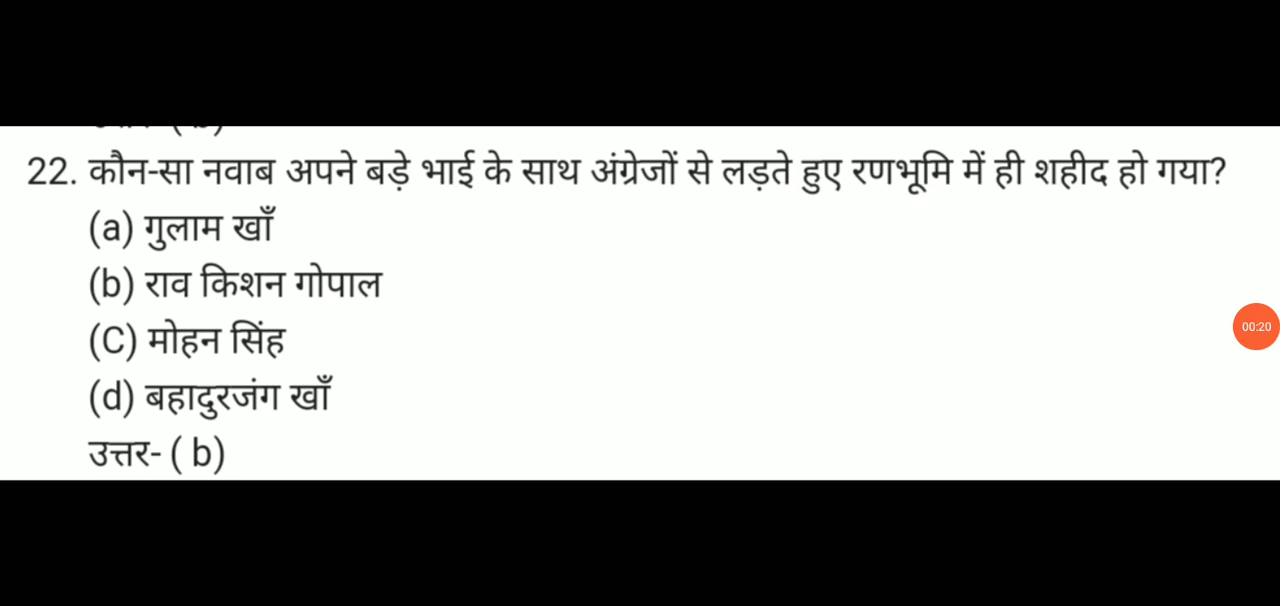 22. कौन-सा नवाब अपने बड़े भाई के साथ अंग्रेजों से लड़ते हुए रणभूमि में ही शहीद हो गया?
(a) गुलाम खाँ
(b) राव किशन गोपाल
(C) मोहन सिंह
(d) बहादुरजंग खाँ
उत्तर- ( b)
00:20